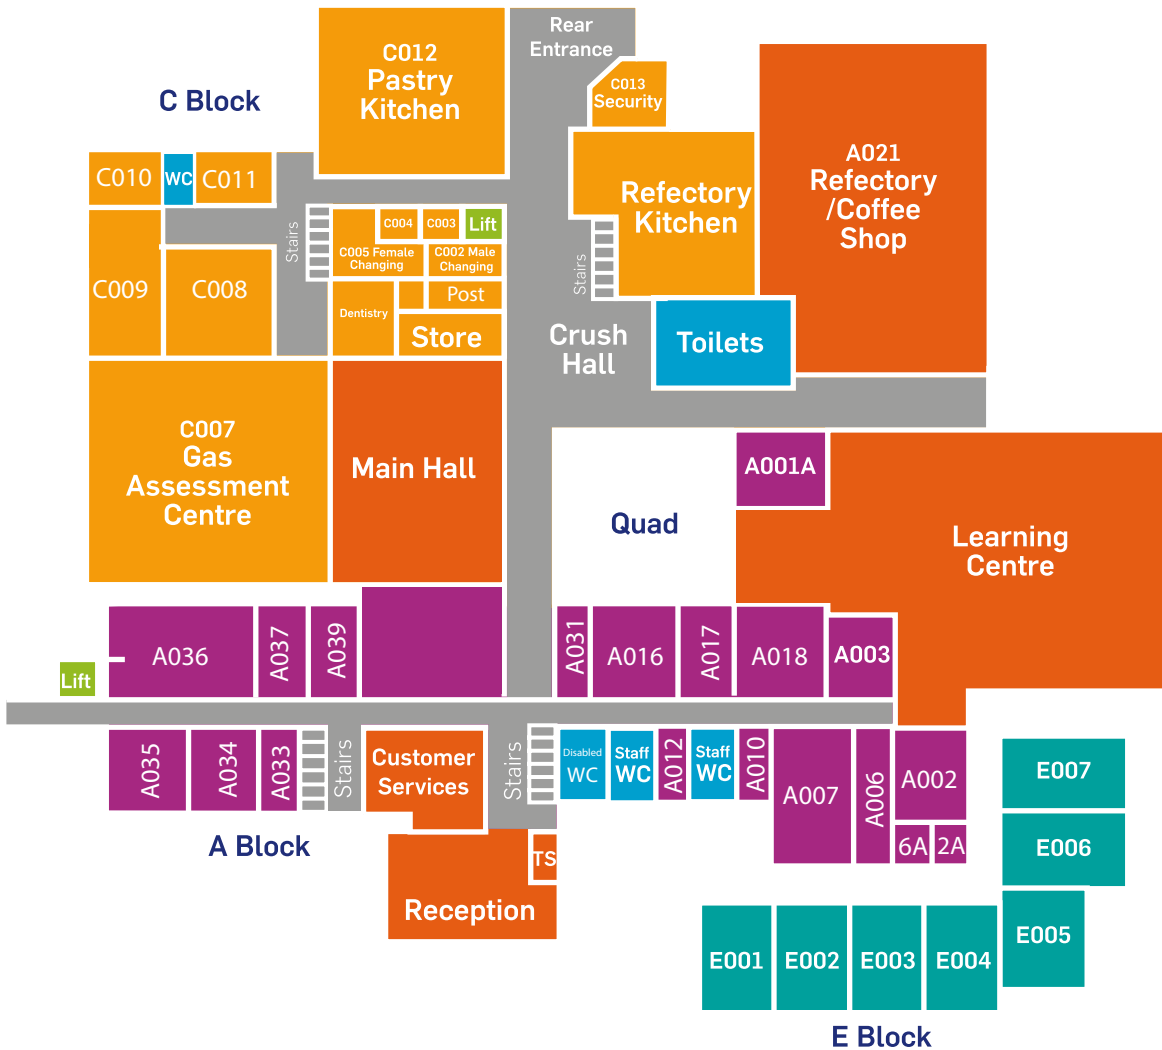 Rear
Entrance
C012
Pastry
Kitchen
C013
Security
C Block
A021
Refectory
/Coffee
Shop
C010
WC
C011
Refectory
Kitchen
Stairs
C004
C003
Lift
C005 Female
Changing
C002 Male
Changing
Stairs
C009
C008
Post
Dentistry
Store
Crush
Hall
Toilets
C007
Gas
Assessment
Centre
Main Hall
A001A
Quad
Learning
Centre
A036
A037
A039
A031
A016
A017
A018
A003
Lift
A035
A034
A033
Stairs
Customer
Services
Stairs
Disabled
WC
Staff
WC
A012
Staff
WC
A010
A007
A006
A002
E007
A Block
6A
2A
E006
TS
Reception
E005
E001
E002
E003
E004
E Block